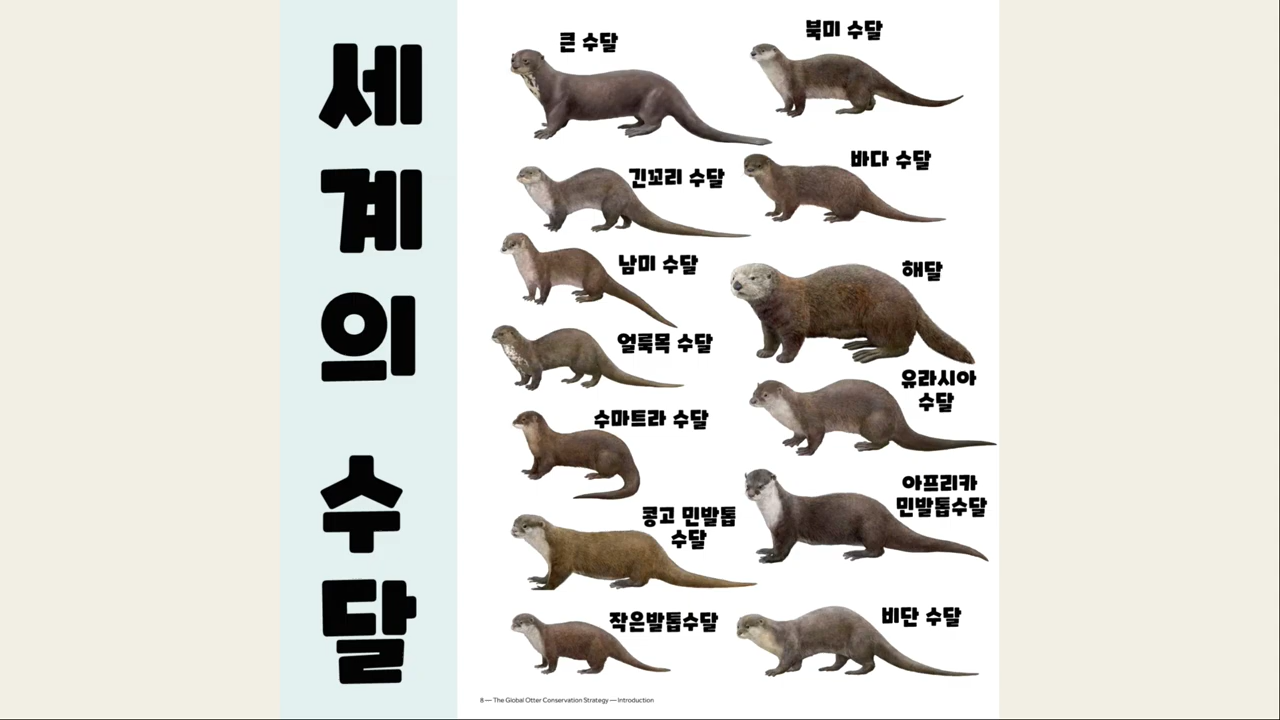 세
계
의
수
달
큰 수달
북미 수달
긴꼬리 수달
바다 수달
남미 수달
해달
얼룩목 수달
유라시아
수달
수마트라 수달
아프리카
민발톱수달
콩고 민발톱
수달
작은발톱수달
비단 수달
8 — The Global Otter Conservation Strategy — Introduction